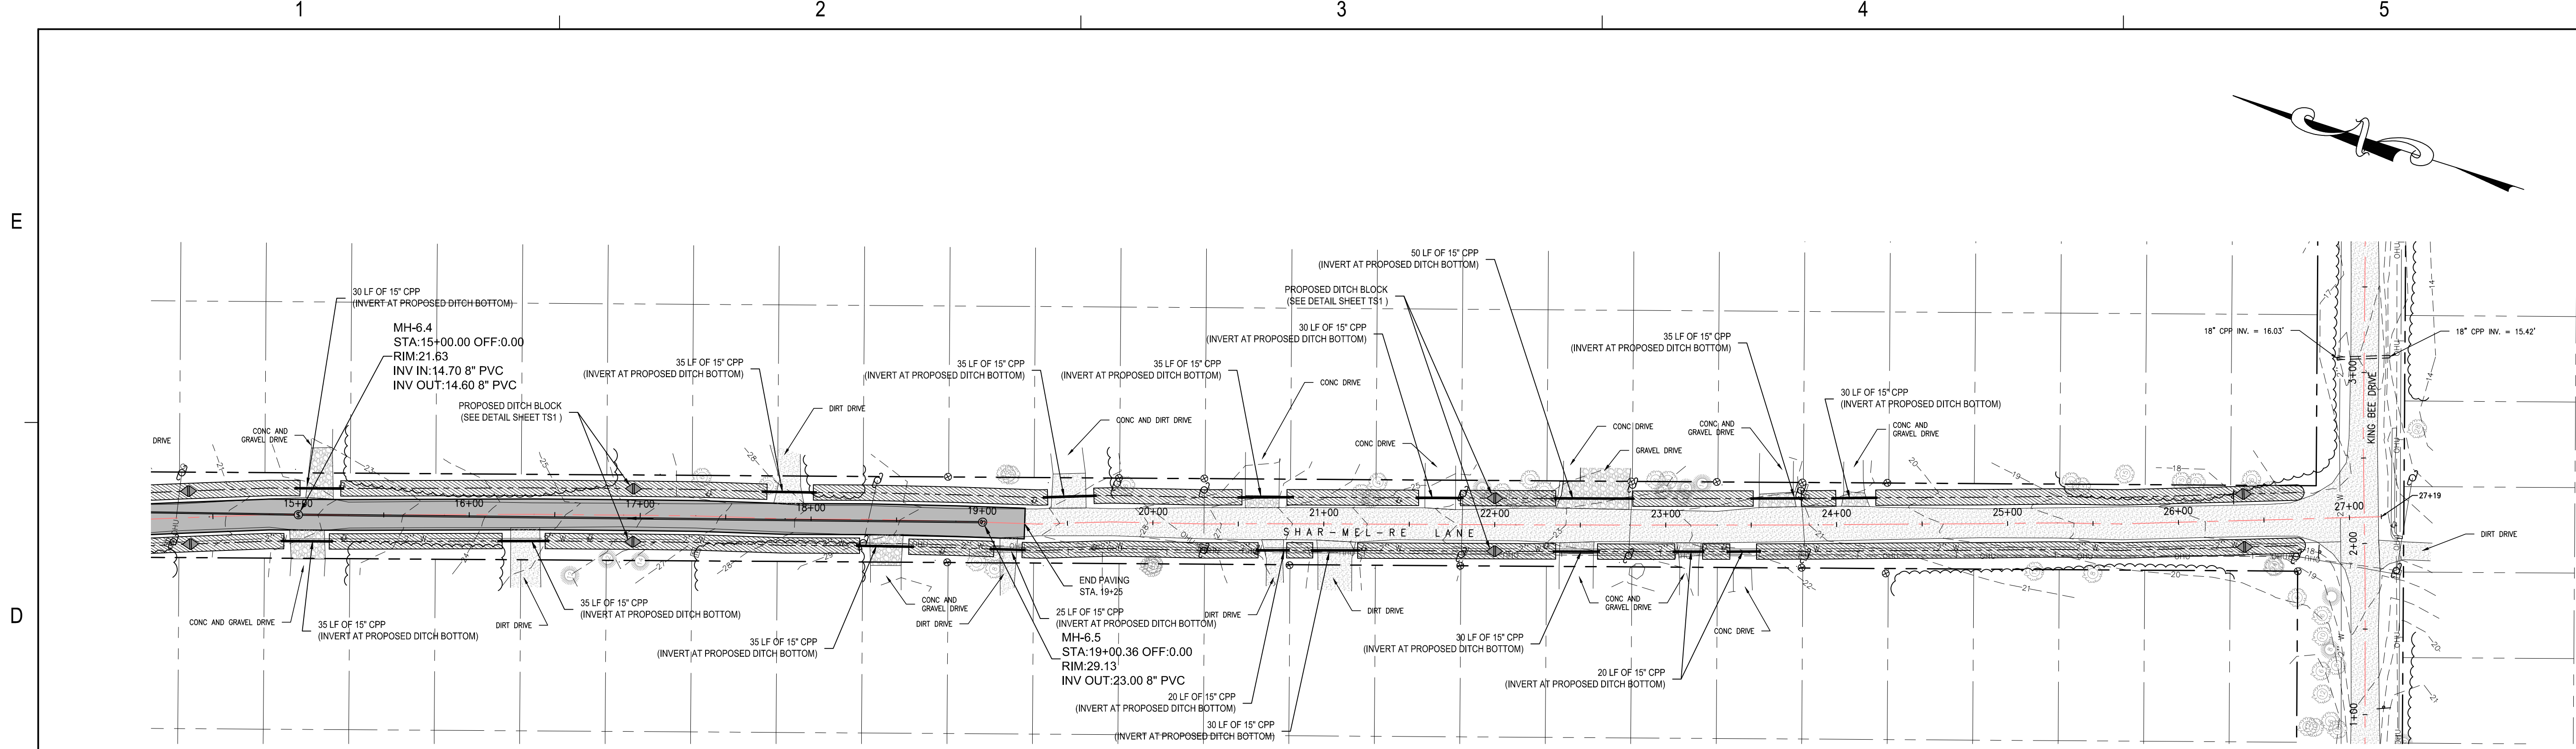 1
2
3
4
5
E
D
50 LF OF 15" CPP
(INVERT AT PROPOSED DITCH BOTTOM)
30 LF OF 15" CPP
(INVERT AT PROPOSED DITCH BOTTOM)
MH-6.4
STA:15+00.00 OFF:0.00
RIM:21.63
INV IN:14.70 8" PVC
INV OUT:14.60 8" PVC
PROPOSED DITCH BLOCK
(SEE DETAIL SHEET TS1 )
30 LF OF 15" CPP
(INVERT AT PROPOSED DITCH BOTTOM)
35 LF OF 15" CPP
(INVERT AT PROPOSED DITCH BOTTOM)
18" CPP INV. = 16.03'
18" CPP INV. = 15.42'
35 LF OF 15" CPP
(INVERT AT PROPOSED DITCH BOTTOM)
35 LF OF 15" CPP
(INVERT AT PROPOSED DITCH BOTTOM)
35 LF OF 15" CPP
(INVERT AT PROPOSED DITCH BOTTOM)
CONC DRIVE
30 LF OF 15" CPP
(INVERT AT PROPOSED DITCH BOTTOM)
PROPOSED DITCH BLOCK
(SEE DETAIL SHEET TS1 )
DIRT DRIVE
CONC AND DIRT DRIVE
DRIVE
CONC AND
GRAVEL DRIVE
CONC DRIVE
CONC DRIVE
GRAVEL DRIVE
CONC AND
GRAVEL DRIVE
CONC AND
GRAVEL DRIVE
KING BEE DRIVE
3+00
2+00
1+00
27+19
15+00
16+00
17+00
18+00
19+00
20+00
21+00
22+00
23+00
24+00
25+00
26+00
27+00
SHAR-MEL-RE LANE
DIRT DRIVE
END PAVING
STA. 19+25
CONC AND GRAVEL DRIVE
35 LF OF 15" CPP
(INVERT AT PROPOSED DITCH BOTTOM)
DIRT DRIVE
35 LF OF 15" CPP
(INVERT AT PROPOSED DITCH BOTTOM)
35 LF OF 15" CPP
(INVERT AT PROPOSED DITCH BOTTOM)
CONC AND
GRAVEL DRIVE
DIRT DRIVE
25 LF OF 15" CPP
(INVERT AT PROPOSED DITCH BOTTOM)
MH-6.5
STA:19+00.36 OFF:0.00
RIM:29.13
INV OUT:23.00 8" PVC
DIRT DRIVE
DIRT DRIVE
20 LF OF 15" CPP
(INVERT AT PROPOSED DITCH BOTTOM)
30 LF OF 15" CPP
(INVERT AT PROPOSED DITCH BOTTOM)
30 LF OF 15" CPP
(INVERT AT PROPOSED DITCH BOTTOM)
CONC AND
GRAVEL DRIVE
20 LF OF 15" CPP
(INVERT AT PROPOSED DITCH BOTTOM)
CONC DRIVE